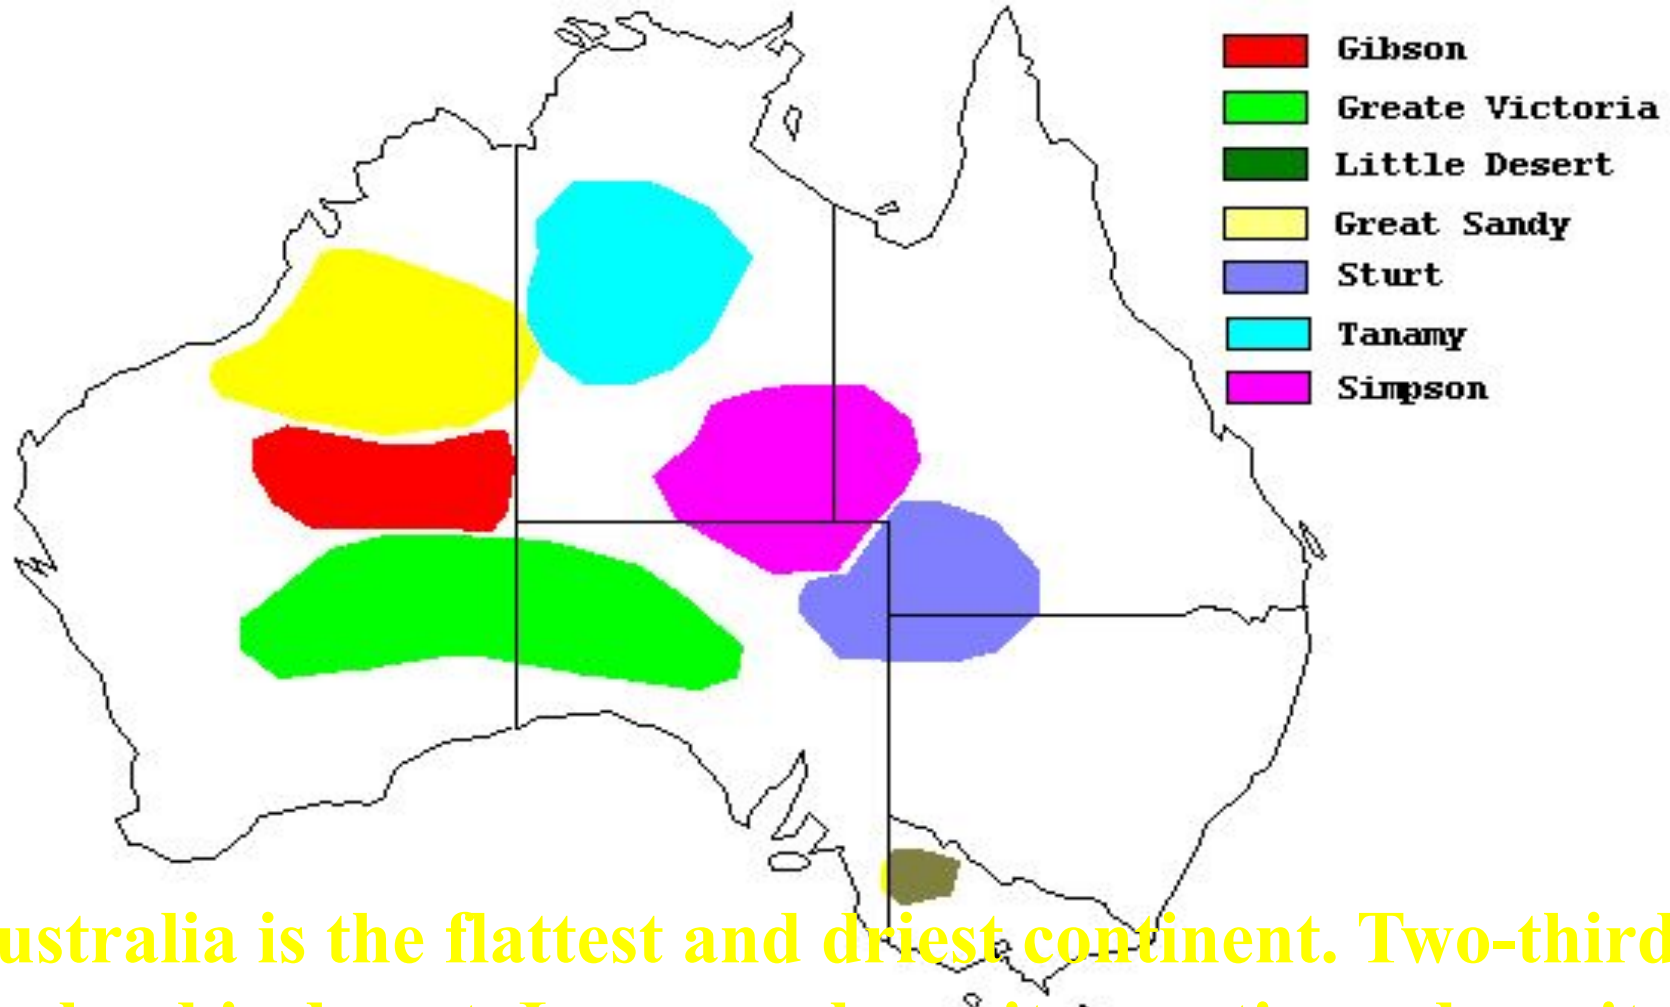 Gibson
Greate Victoria
Little Desert
Great Sandy
Sturt
Tanamy
Simpson
ustralia is the flattest and driest continent. Two-third